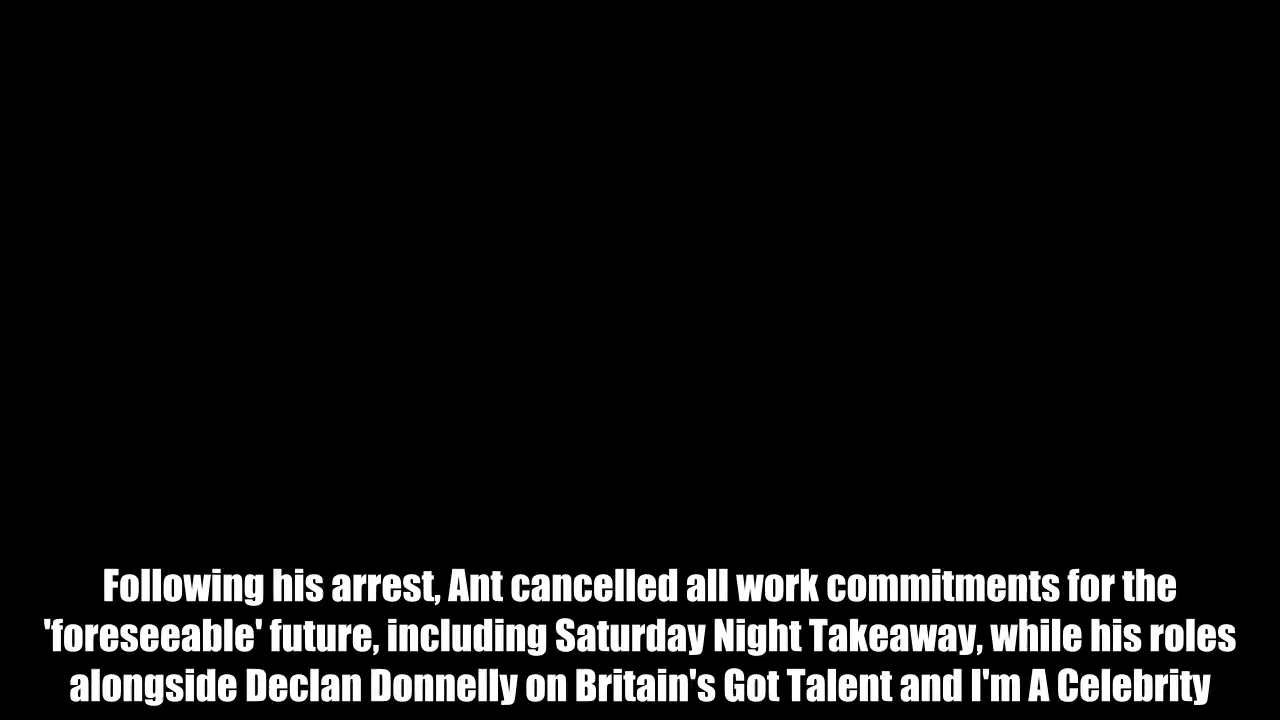 Following his arrest, Ant cancelled all work commitments for the
'foreseeable' future, including Saturday Night Takeaway, while his roles
alongside Declan Donnelly on Britain's Got Talent and I'm A Celebrity